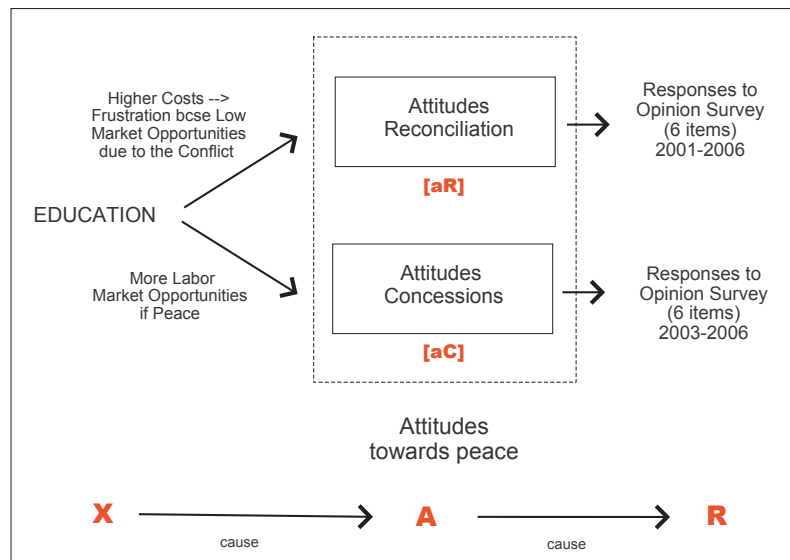 Higher Costs -->
Frustration bcse Low
Market Opportunities
due to the Conflict
EDUCATION
More Labor
Market Opportunities
if Peace
Attitudes
Reconciliation
[aR]
Attitudes
Concessions
[aC]
Responses to
Opinion Survey
(6 items)
2001-2006
Responses to
Opinion Survey
(6 items)
2003-2006
Attitudes
towards peace
X
cause
A
cause
R